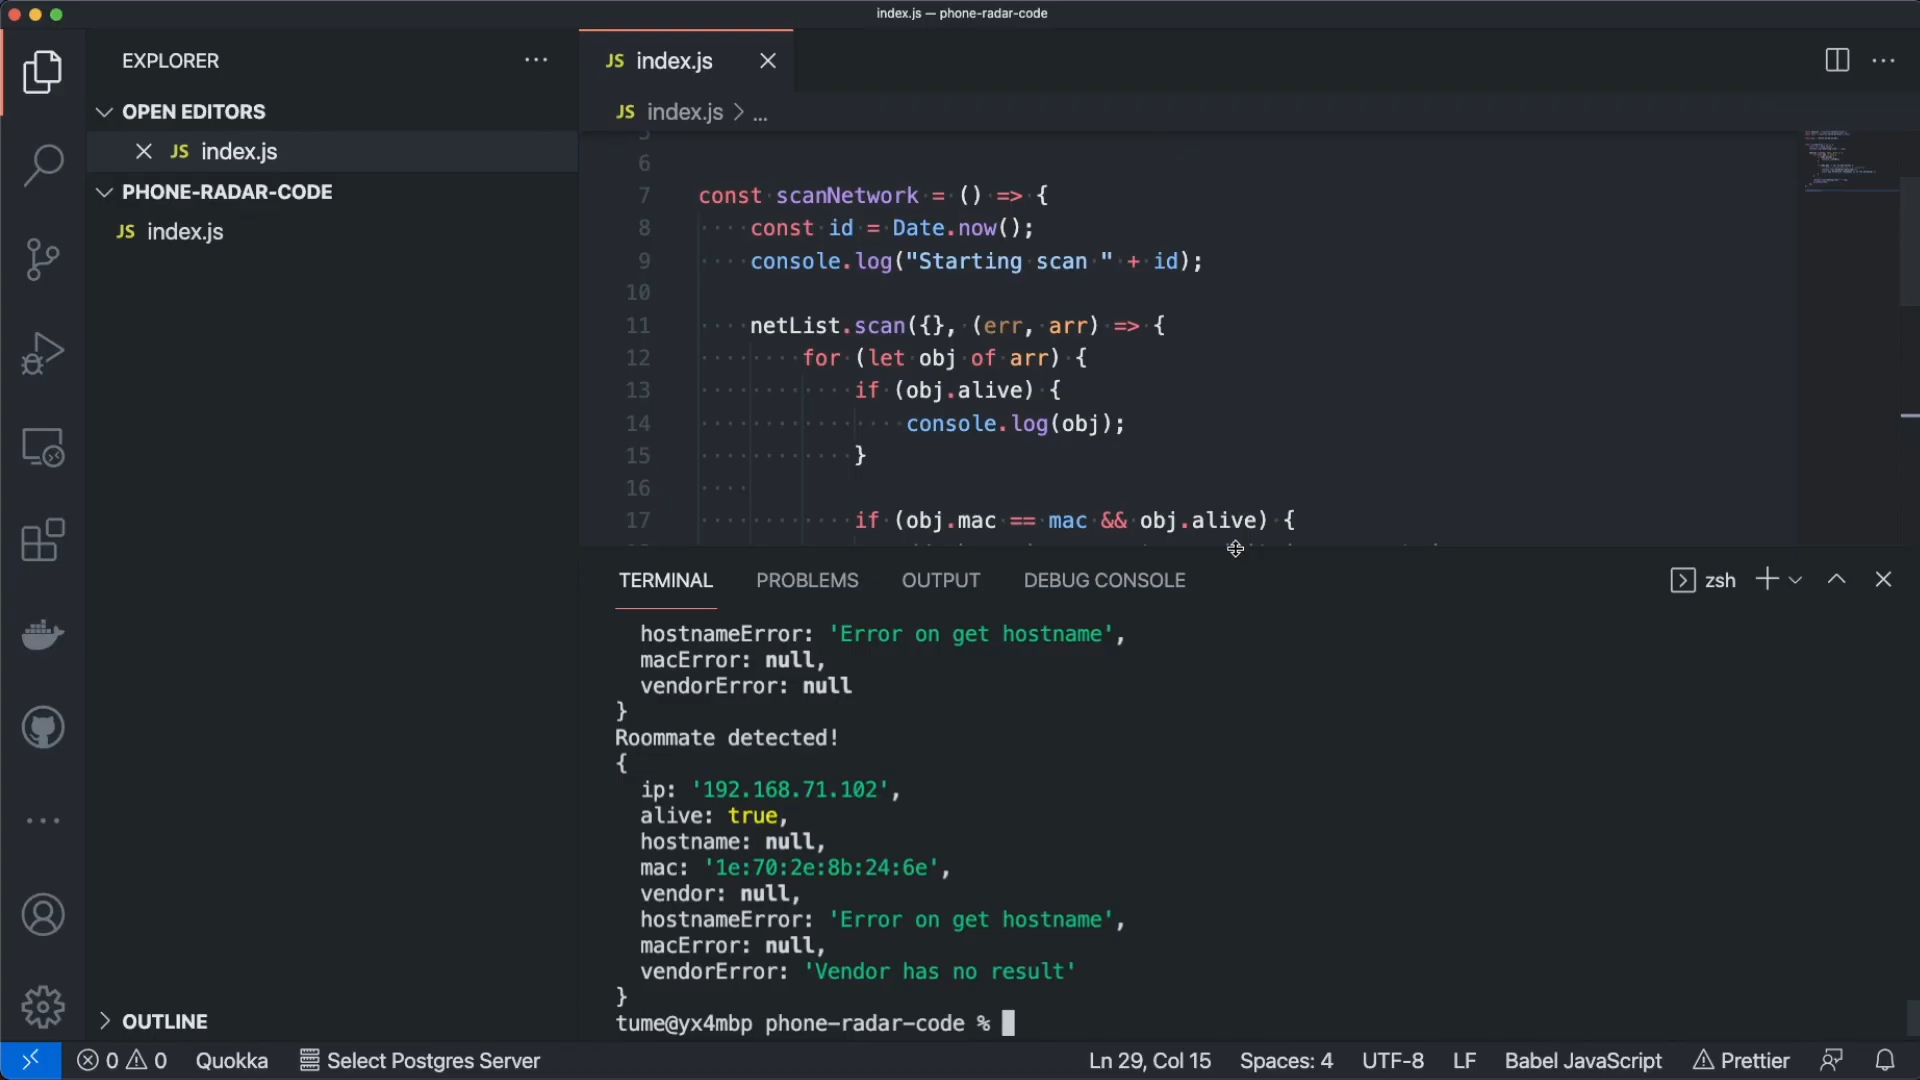 index.js — phone-radar-code
EXPLORER
OPEN EDITORS
JS index.js
PHONE-RADAR-CODE
JS index.js
OUTLINE
JS index.js
JS index.js > ...
6
7 const scanNetwork = () => {
8 const id = Date.now();
9 console.log("Starting scan " + id);
10
11 netList.scan({}, (err, arr) => {
12 for (let obj of arr) {
13 if (obj.alive) {
14 console.log(obj);
15 }
16
17 if (obj.mac == mac && obj.alive) {
TERMINAL PROBLEMS OUTPUT DEBUG CONSOLE
zsh
hostnameError: 'Error on get hostname',
macError: null,
vendorError: null
}
Roommate detected!
{
ip: '192.168.71.102',
alive: true,
hostname: null,
mac: '1e:70:2e:8b:24:6e',
vendor: null,
hostnameError: 'Error on get hostname',
macError: null,
vendorError: 'Vendor has no result'
}
tume@yx4mbp phone-radar-code %
0 0 Quokka Select Postgres Server Ln 29, Col 15 Spaces: 4 UTF-8 LF Babel JavaScript Prettier